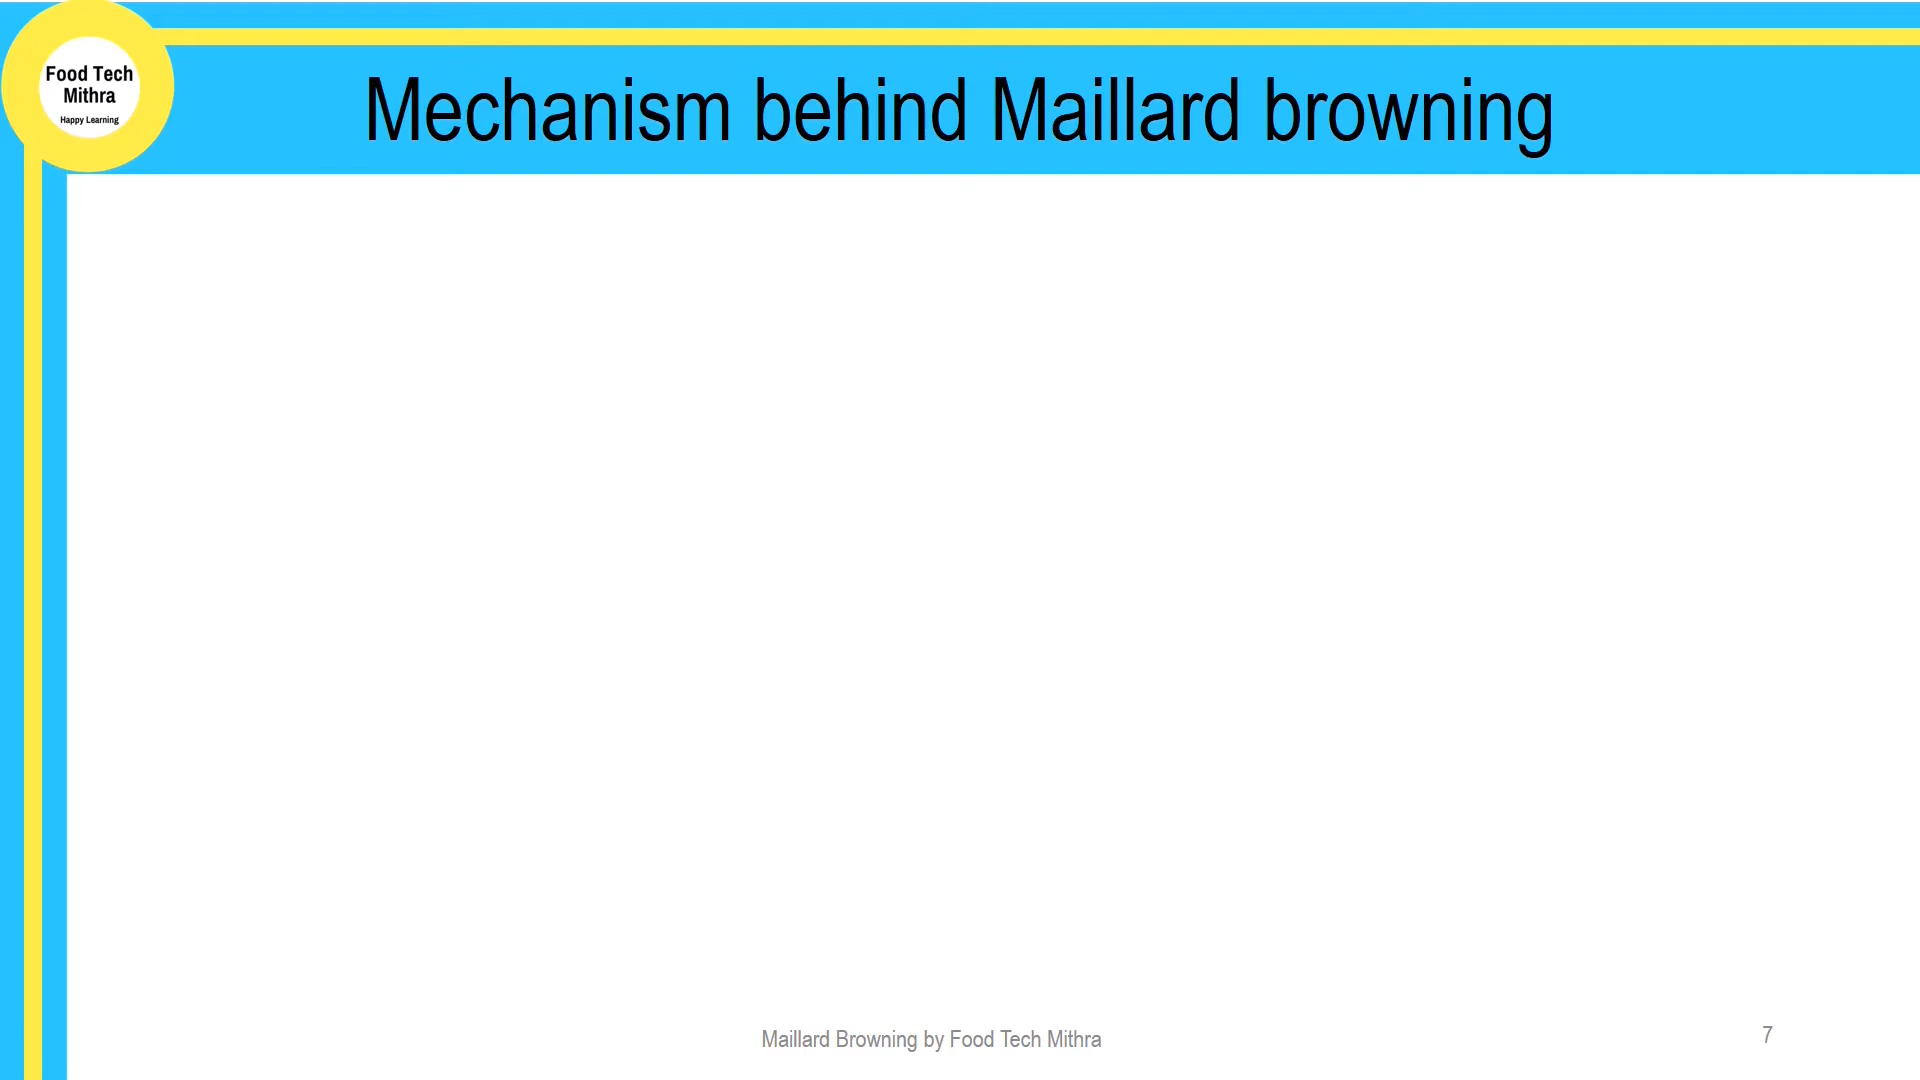 Food Tech
Mithra
Happy Learning
Mechanism behind Maillard browning
Maillard Browning by Food Tech Mithra
7